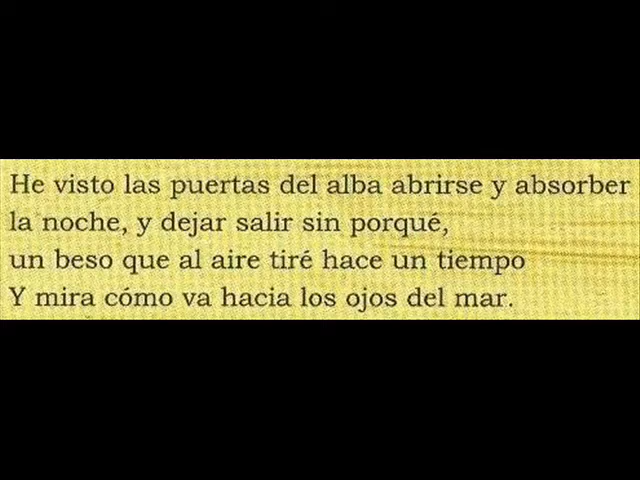 He visto las puertas del alba abrirse y absorber
la noche, y dejar salir sin porqué,
un beso que al aire tiré hace un tiempo
Y mira cómo va hacia los ojos del mar.